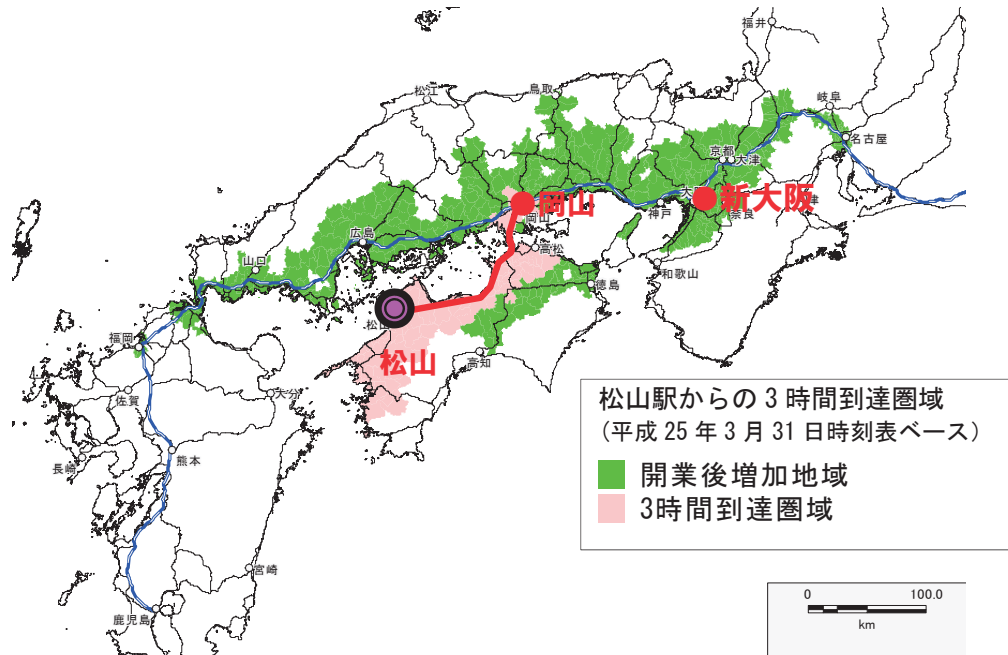 福井
鳥取
松江
岐阜
名古屋
京都
大津
岡山
新大阪
神戸
奈良
津
岡山
広島
高松
山口
和歌山
徳島
松山
福岡
松山
高知
佐賀
大分
長崎
熊本
宮崎
鹿児島
松山駅からの3時間到達圏域
(平成25年3月31日時刻表ベース)
開業後増加地域
3時間到達圏域
0 100.0
km